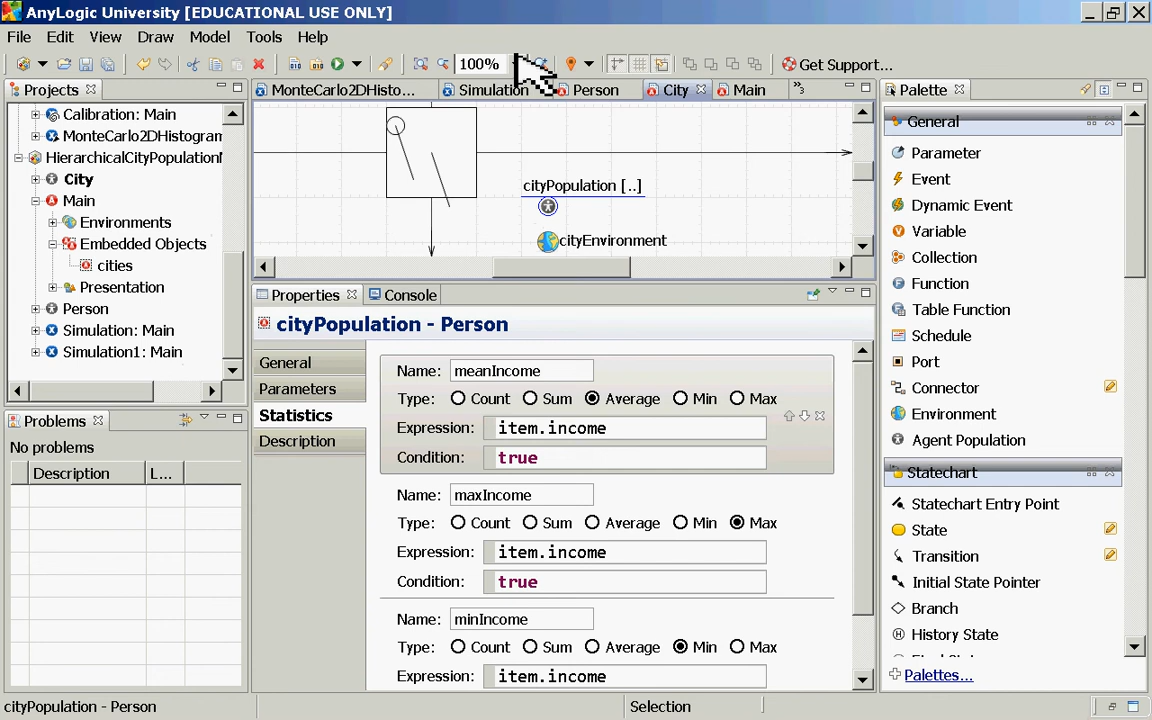 AnyLogic University [EDUCATIONAL USE ONLY]
File Edit View Draw Model Tools Help
100% Get Support...
Projects
Calibration: Main
MonteCarlo2DHistogram
HierarchicalCityPopulation
City
Main
Environments
Embedded Objects
cities
Presentation
Person
Simulation: Main
Simulation1: Main
Problems
No problems
Description L...
MonteCarlo2DHisto... Simulation Person City Main »3
cityPopulation [..]
cityEnvironment
Properties Console
cityPopulation - Person
General
Parameters
Statistics
Description
Name: meanIncome
Type: Count Sum Average Min Max
Expression: item.income
Condition: true
Name: maxIncome
Type: Count Sum Average Min Max
Expression: item.income
Condition: true
Name: minIncome
Type: Count Sum Average Min Max
Expression: item.income
Palette
General
Parameter
Event
Dynamic Event
Variable
Collection
Function
Table Function
Schedule
Port
Connector
Environment
Agent Population
Statechart
Statechart Entry Point
State
Transition
Initial State Pointer
Branch
History State
Palettes...
cityPopulation - Person
Selection